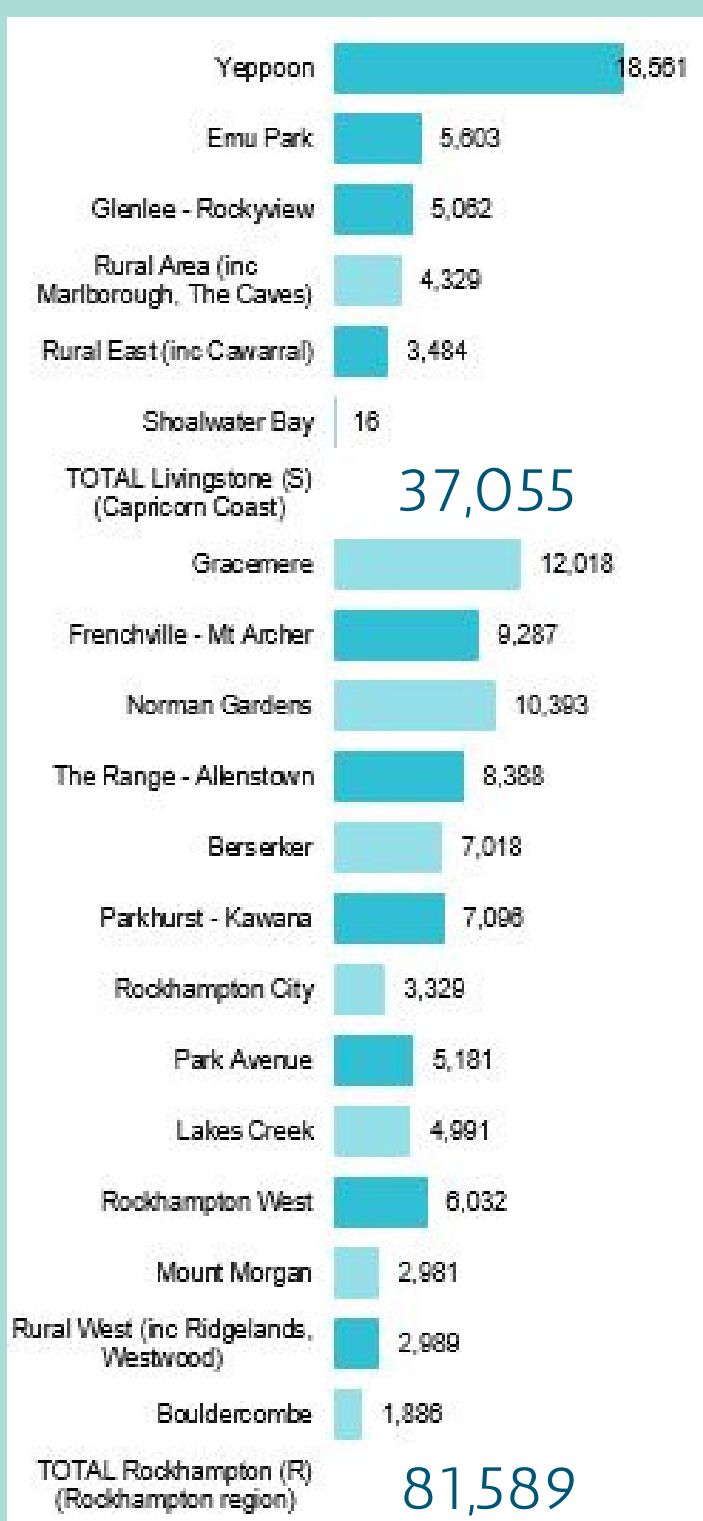 Yeppoon 18,561
Emu Park 5,603
Glenlee - Rockyview 5,062
Rural Area (inc
Marlborough, The Caves) 4,329
Rural East (inc Cawarral) 3,484
Shoalwater Bay 16
TOTAL Livingstone (S)
(Capricorn Coast) 37,055
Gracemere 12,018
Frenchville - Mt Archer 9,287
Norman Gardens 10,393
The Range - Allenstown 8,388
Berserker 7,018
Parkhurst - Kawana 7,096
Rockhampton City 3,329
Park Avenue 5,181
Lakes Creek 4,991
Rockhampton West 6,032
Mount Morgan 2,981
Rural West (inc Ridgelands,
Westwood) 2,989
Bouldercombe 1,886
TOTAL Rockhampton (R)
(Rockhampton region) 81,589